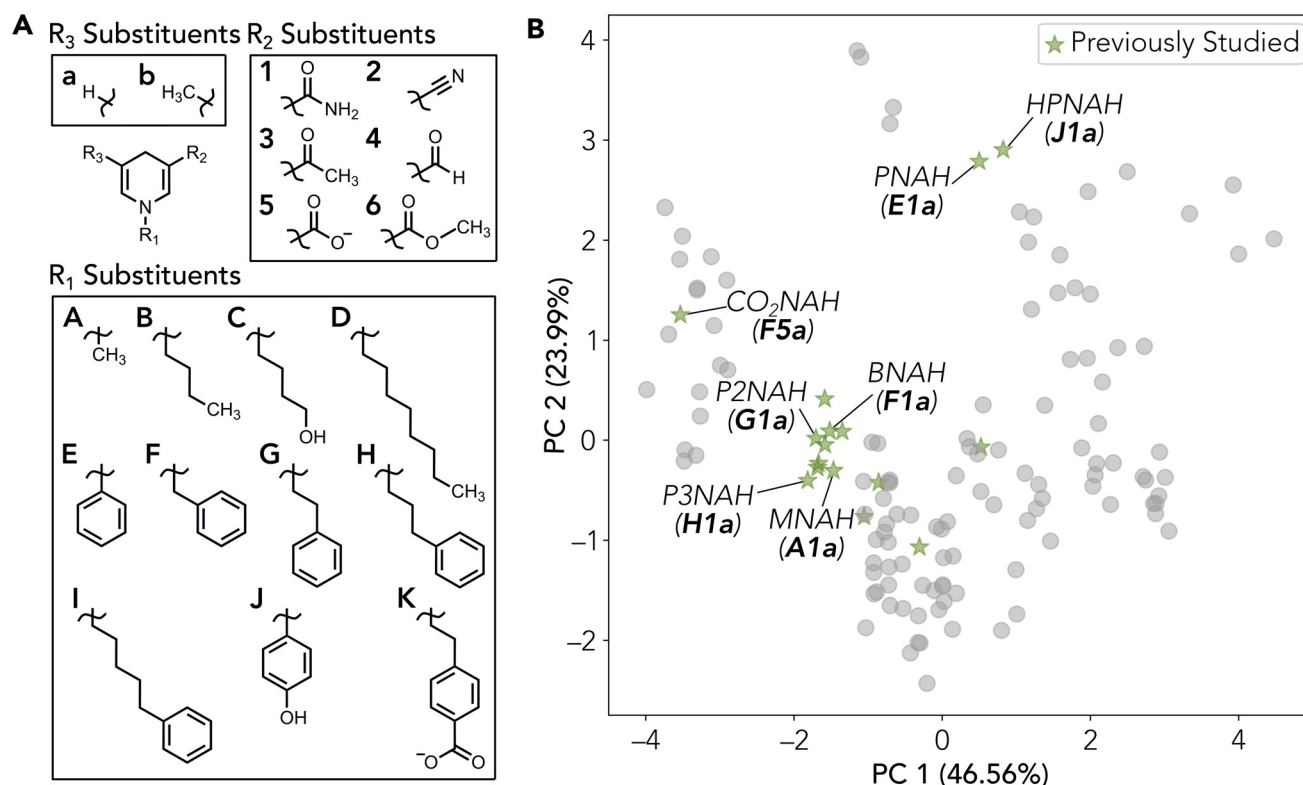 A
R₃ Substituents R₂ Substituents
a
b
H
H₃C
1
2
O
NH₂
N
3
4
O
CH₃
O
H
5
6
O
O⁻
O
O
CH₃
R₃
R₂
N
R₁
R₁ Substituents
A
B
C
D
CH₃
CH₃
OH
CH₃
E
F
G
H
I
J
K
OH
⁻O
O
B
Previously Studied
HPNAH
(J1a)
PNAH
(E1a)
CO₂NAH
(F5a)
BNAH
(F1a)
P2NAH
(G1a)
P3NAH
(H1a)
MNAH
(A1a)
PC 2 (23.99%)
4
3
2
1
0
−1
−2
−4
−2
0
2
4
PC 1 (46.56%)